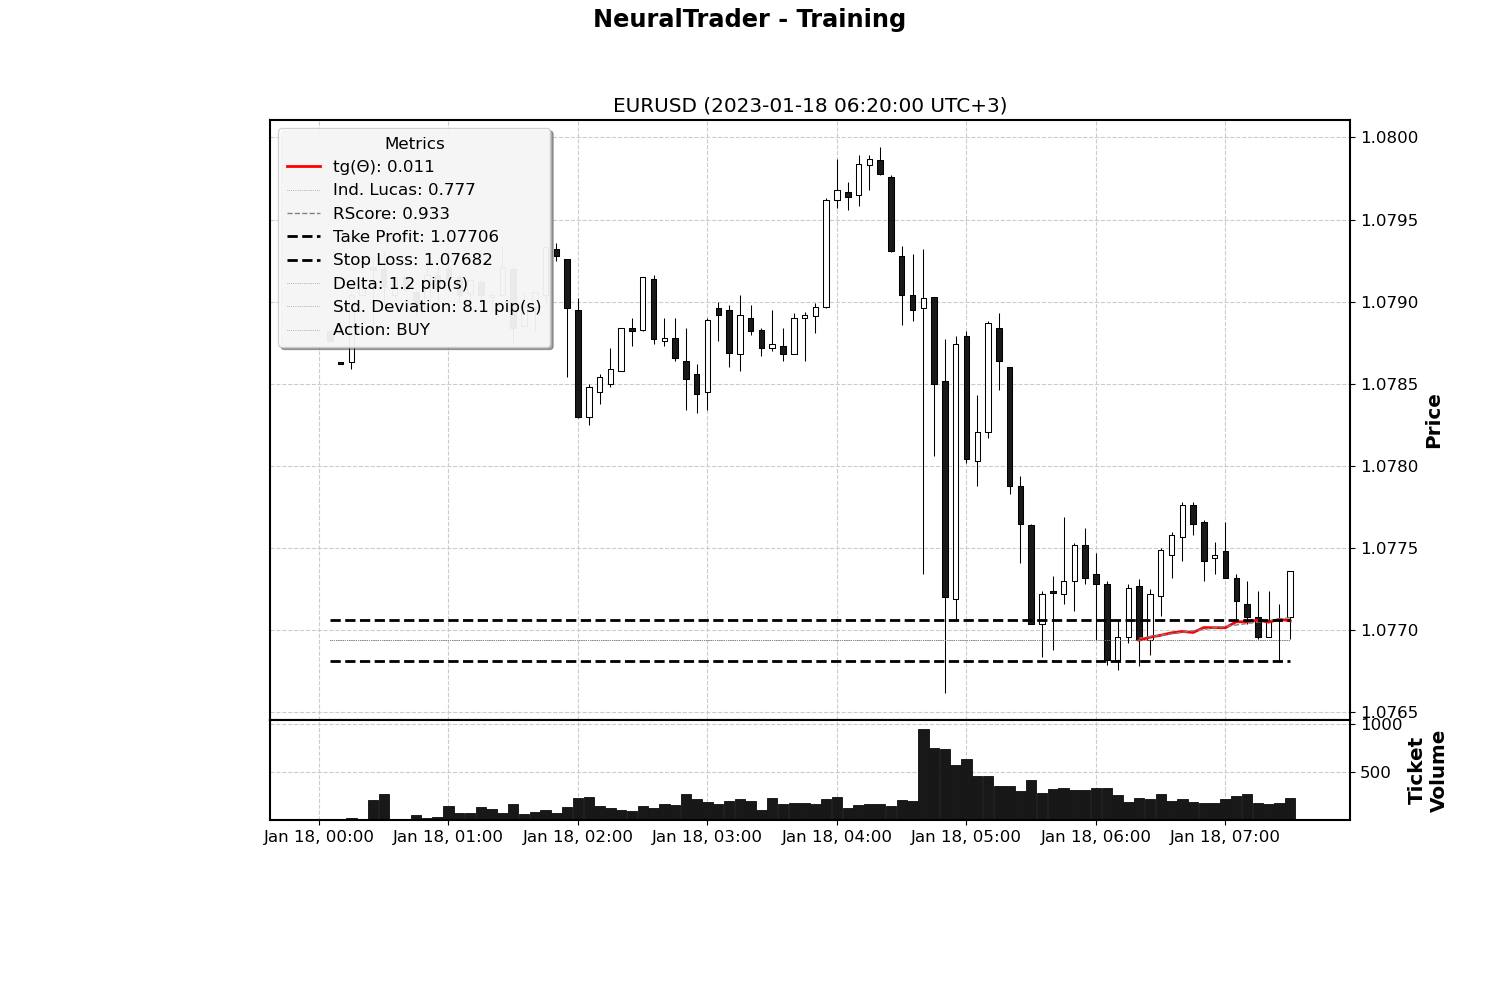 NeuralTrader - Training
EURUSD (2023-01-18 06:20:00 UTC+3)
Metrics
tg(Θ): 0.011
Ind. Lucas: 0.777
RScore: 0.933
Take Profit: 1.07706
Stop Loss: 1.07682
Delta: 1.2 pip(s)
Std. Deviation: 8.1 pip(s)
Action: BUY
1.0800
1.0795
1.0790
1.0785
1.0780
1.0775
1.0770
1.0765
Price
1000
500
Ticket
Volume
Jan 18, 00:00
Jan 18, 01:00
Jan 18, 02:00
Jan 18, 03:00
Jan 18, 04:00
Jan 18, 05:00
Jan 18, 06:00
Jan 18, 07:00